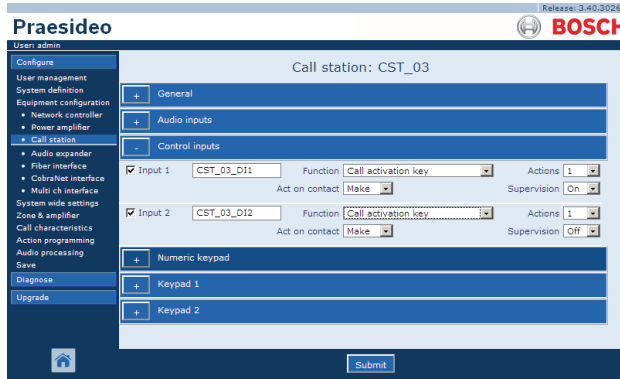 Release: 3.40.3026
Praesideo
BOSCH
User: admin
Configure
User management
System definition
Equipment configuration
• Network controller
• Power amplifier
• Call station
• Audio expander
• Fiber interface
• CobraNet interface
• Multi ch interface
System wide settings
Zone & amplifier
Call characteristics
Action programming
Audio processing
Save
Diagnose
Upgrade
Call station: CST_03
+ General
+ Audio inputs
- Control inputs
Input 1 CST_03_DI1 Function Call activation key Actions 1
Act on contact Make Supervision On
Input 2 CST_03_DI2 Function Call activation key Actions 1
Act on contact Make Supervision Off
+ Numeric keypad
+ Keypad 1
+ Keypad 2
Submit